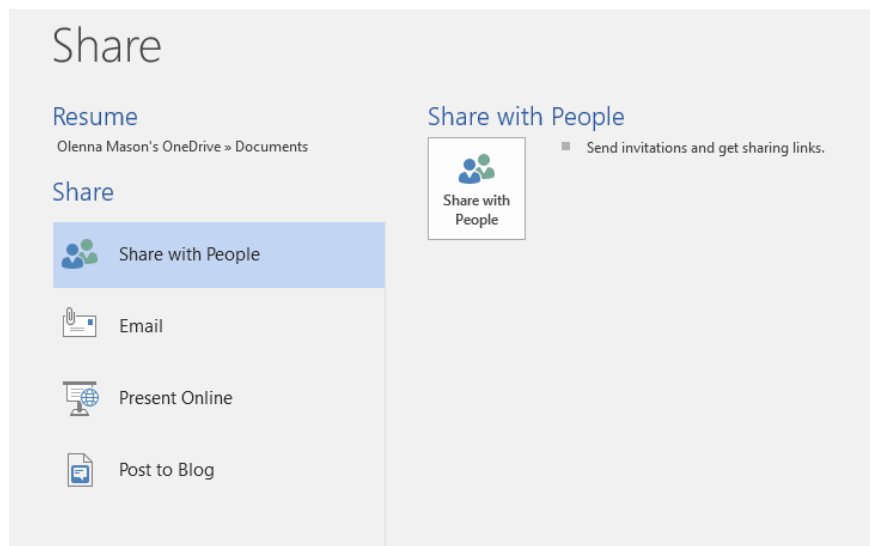 Share
Resume
Olenna Mason's OneDrive » Documents
Share
Share with People
Email
Present Online
Post to Blog
Share with People
Share with
People
Send invitations and get sharing links.